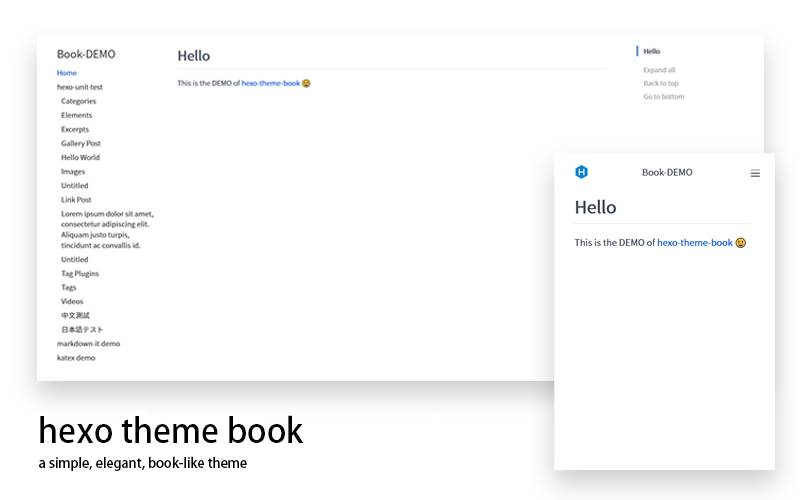 Book-DEMO
Home
hexo-unit-test
Categories
Elements
Excerpts
Gallery Post
Hello World
Images
Untitled
Link Post
Lorem ipsum dolor sit amet,
consectetur adipiscing elit.
Aliquam justo turpis,
tincidunt ac convallis id.
Untitled
Tag Plugins
Tags
Videos
中文測試
日本語テスト
markdown-it demo
katex demo
Hello
This is the DEMO of hexo-theme-book 😃
Hello
Expand all
Back to top
Go to bottom
H
Book-DEMO
Hello
This is the DEMO of hexo-theme-book 😃
hexo theme book
a simple, elegant, book-like theme